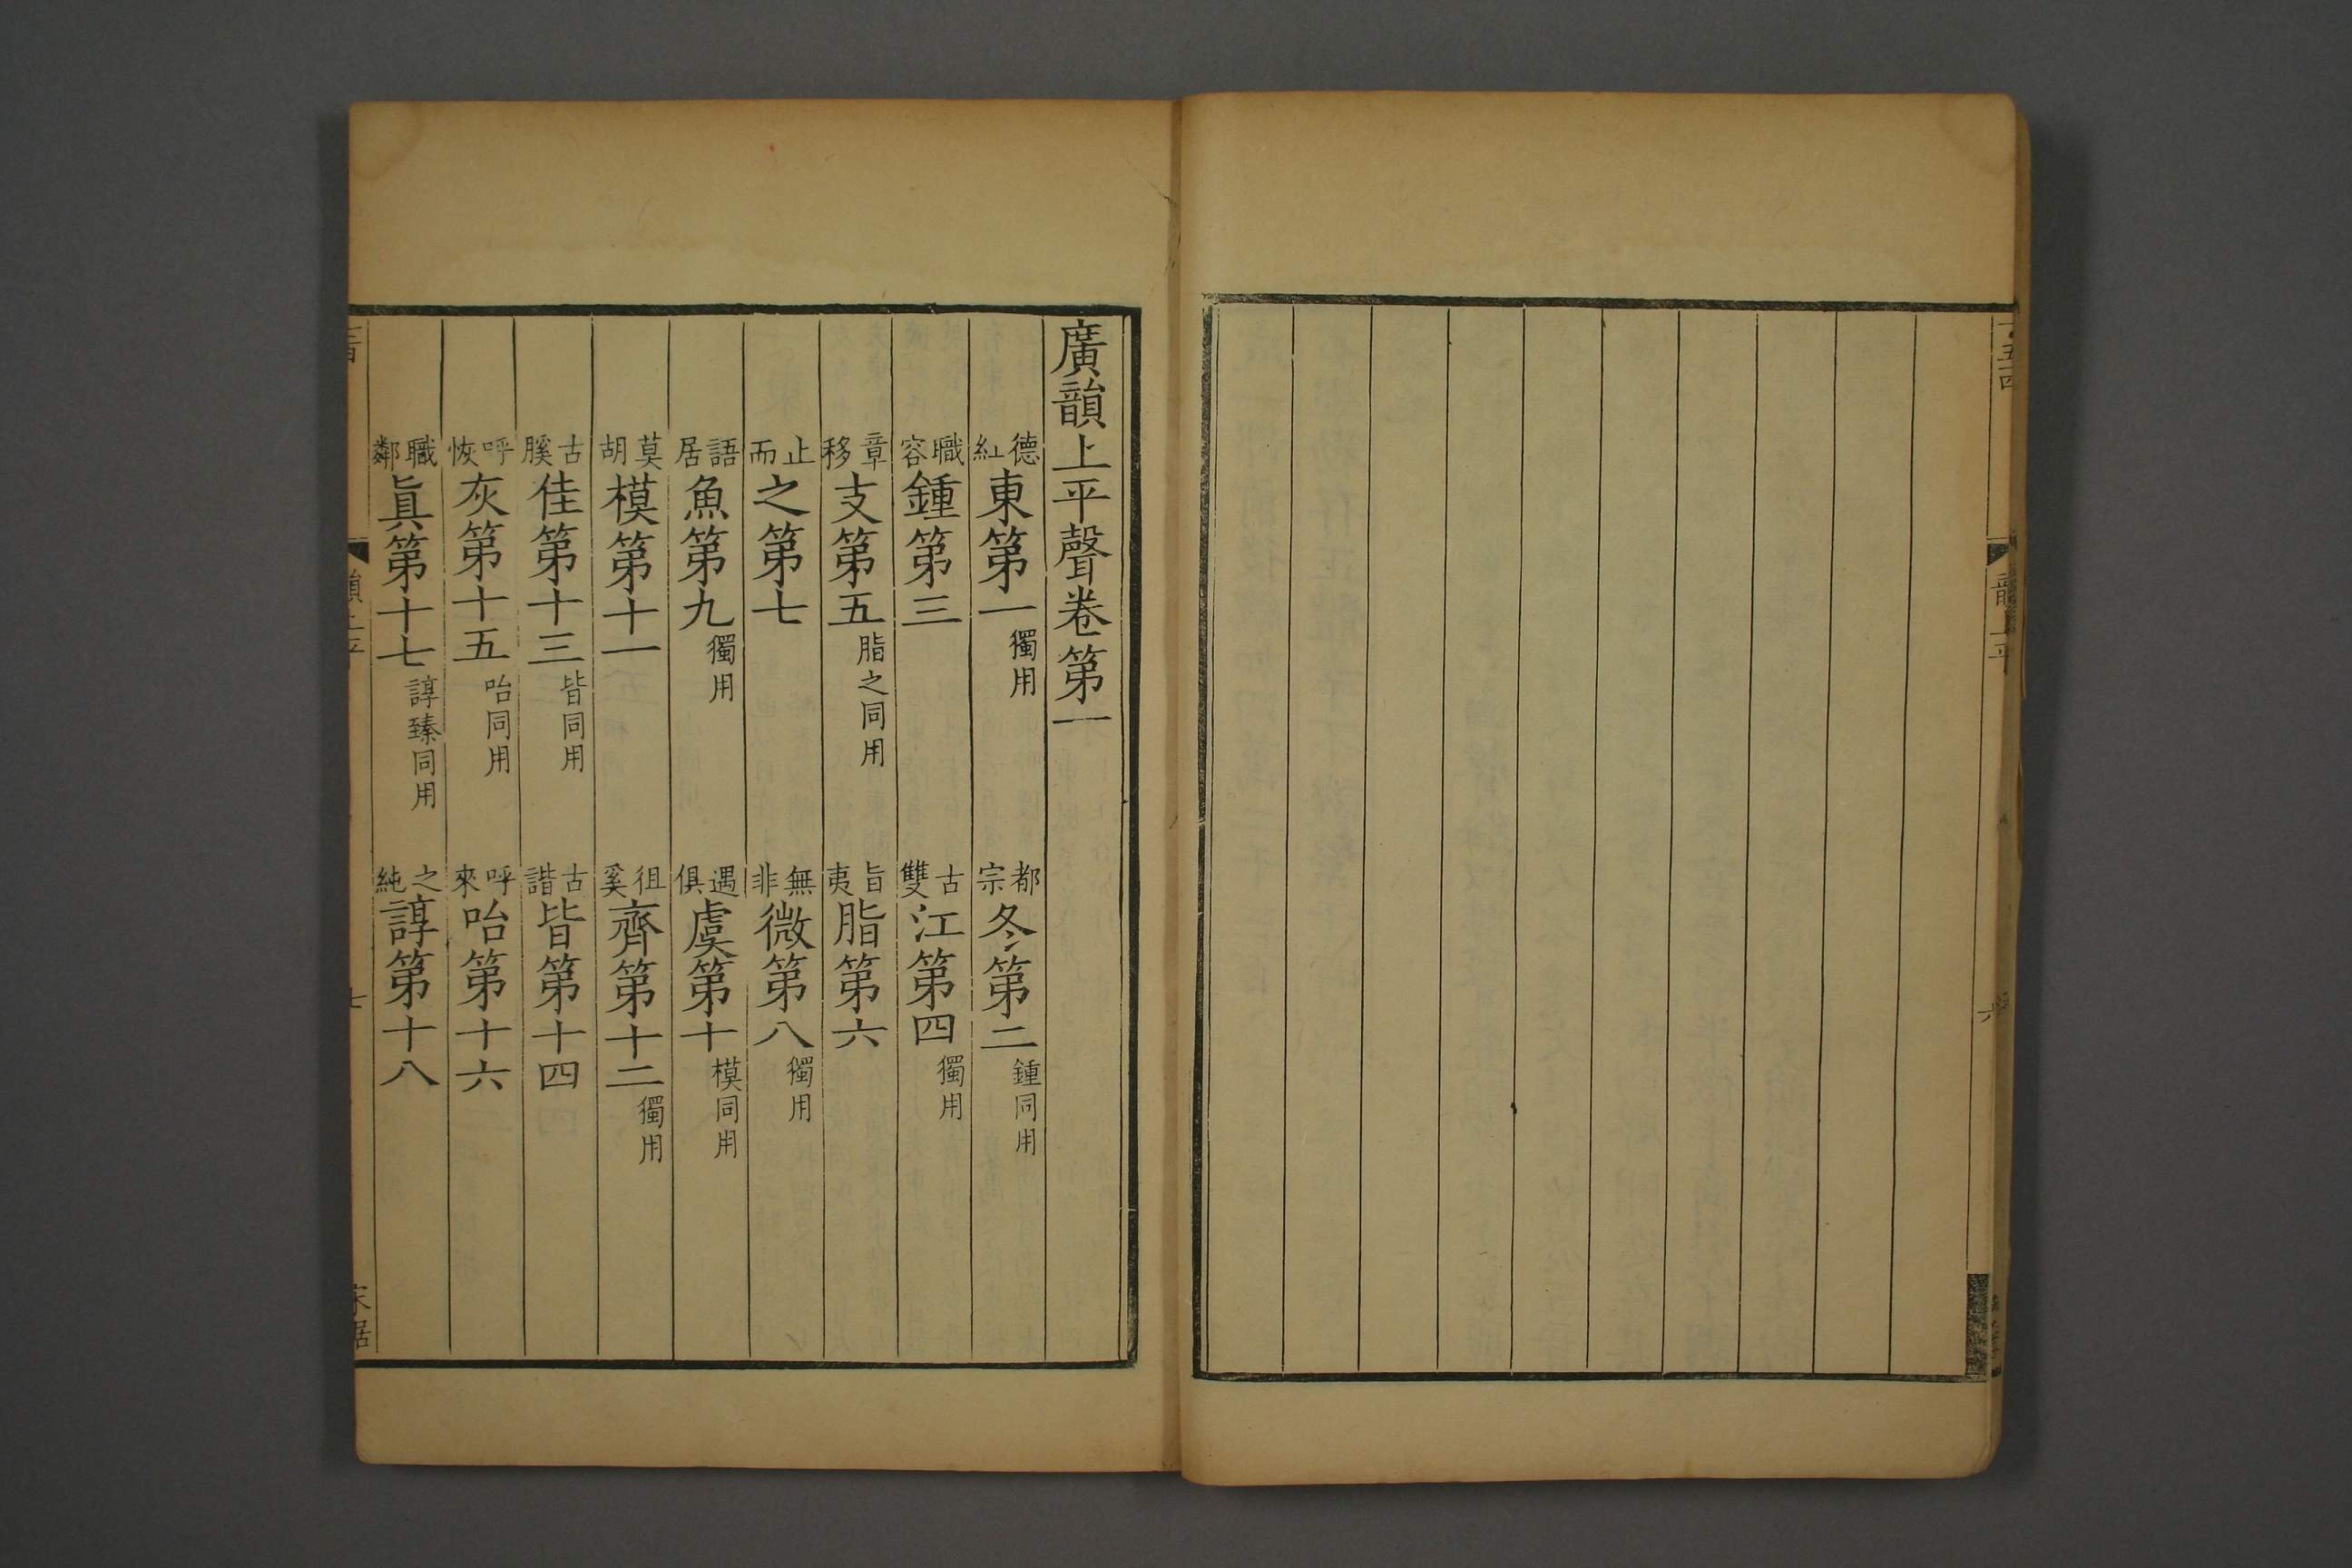 廣韻上平聲卷第一
德紅東第一獨用　都宗冬第二鍾同用
職容鍾第三　古雙江第四獨用
章移支第五脂之同用　旨夷脂第六
止而之第七　無非微第八獨用
語居魚第九獨用　遇俱虞第十模同用
莫胡模第十一　徂奚齊第十二獨用
古膎佳第十三皆同用　古諧皆第十四
呼恢灰第十五咍同用　呼來咍第十六
職鄰眞第十七諄臻同用　之純諄第十八
韻上平
六
七